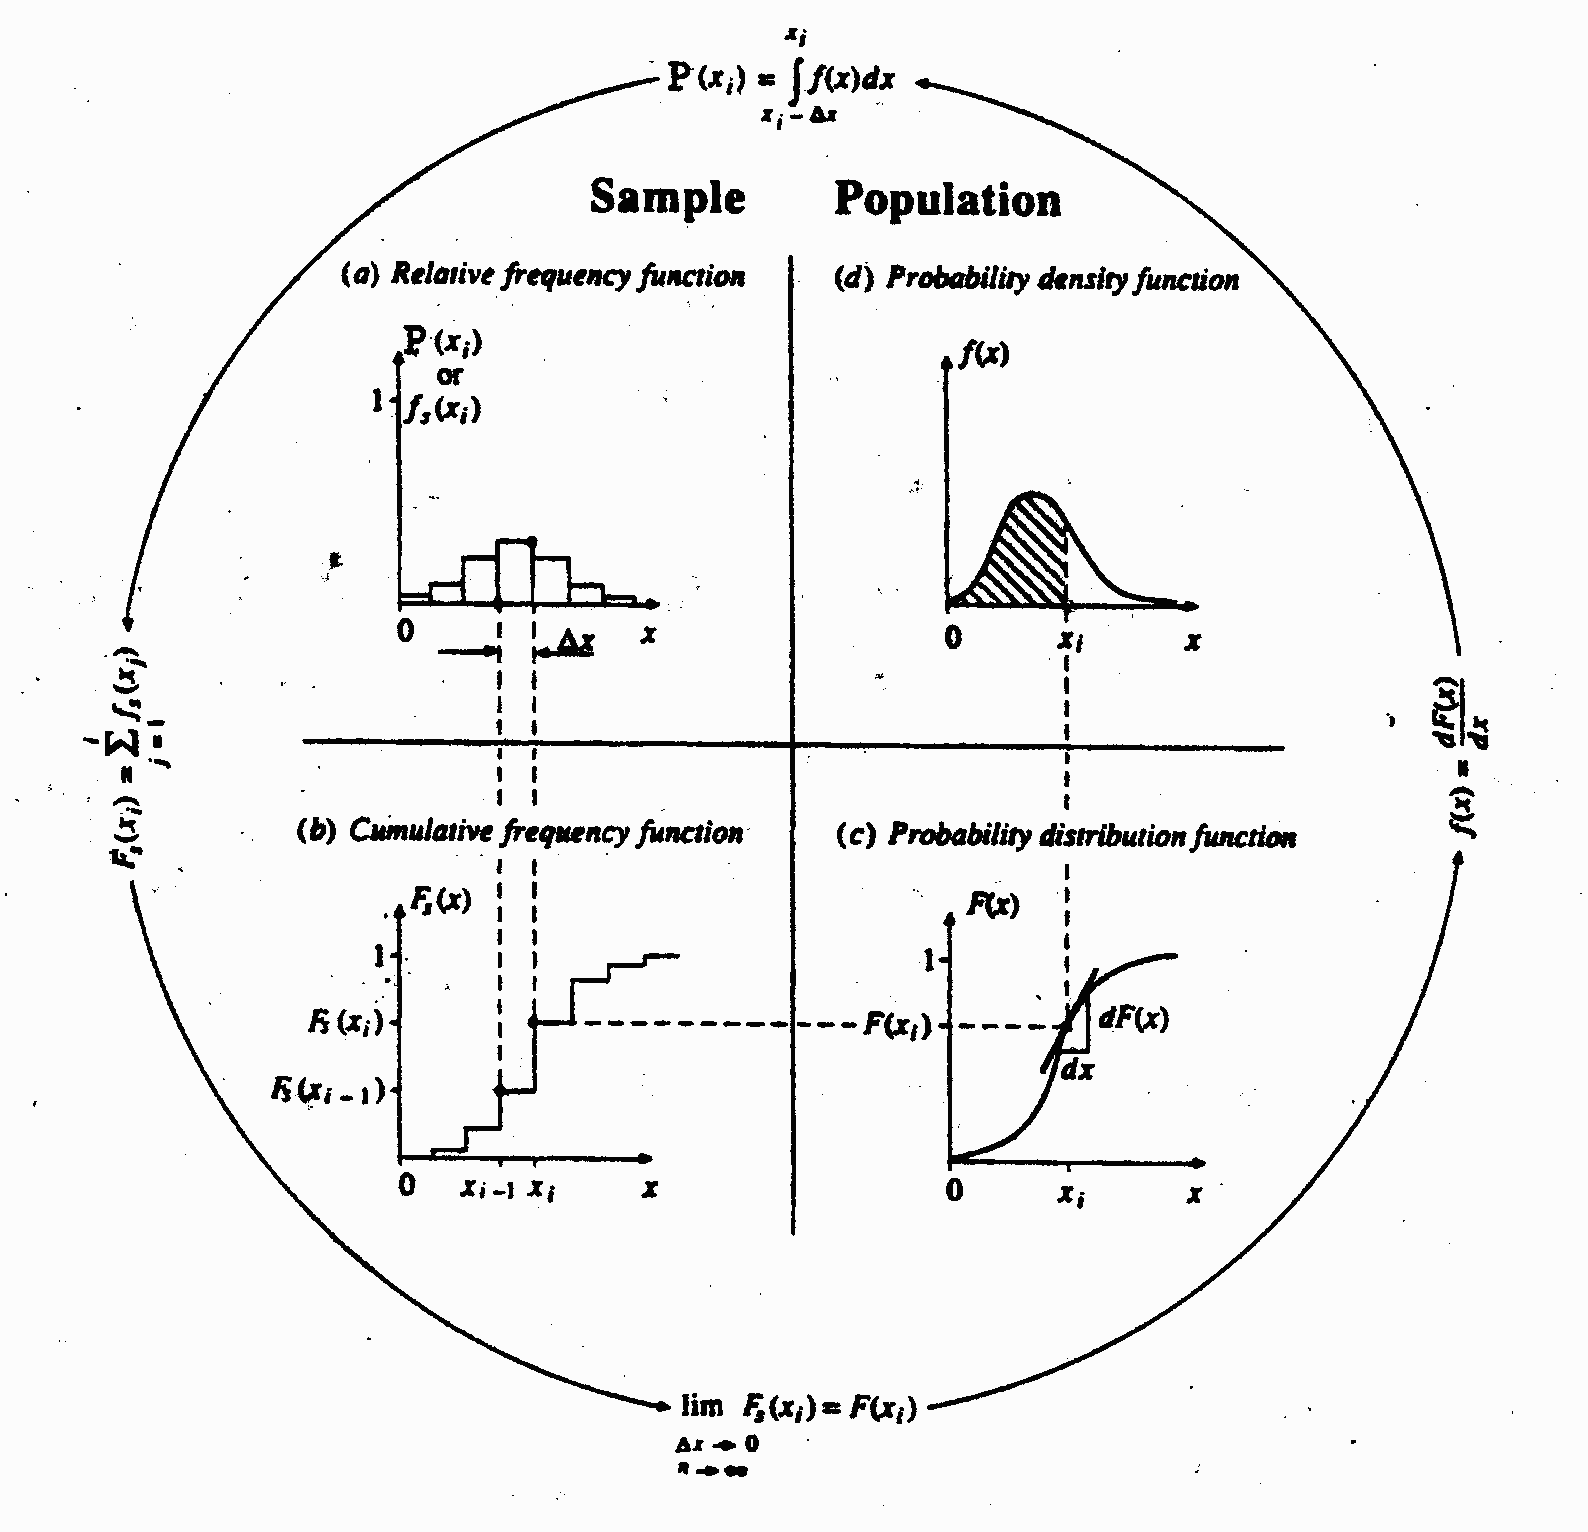 x_i
P(x_i) = ∫ f(x)dx
x_i − Δx
Sample Population
(a) Relative frequency function
P(x_i)
or
f_s(x_i)
1
0
Δx
x
(d) Probability density function
f(x)
0
x_i
x
F_s(x_i) = Σ f_s(x_j)
i
j = 1
f(x) = dF(x)/dx
(b) Cumulative frequency function
F_s(x)
1
F_s(x_i)
F_s(x_{i−1})
0
x_{i−1} x_i
x
(c) Probability distribution function
F(x)
1
F(x_i)
dF(x)
dx
0
x_i
x
lim F_s(x_i) = F(x_i)
Δx → 0
n → ∞